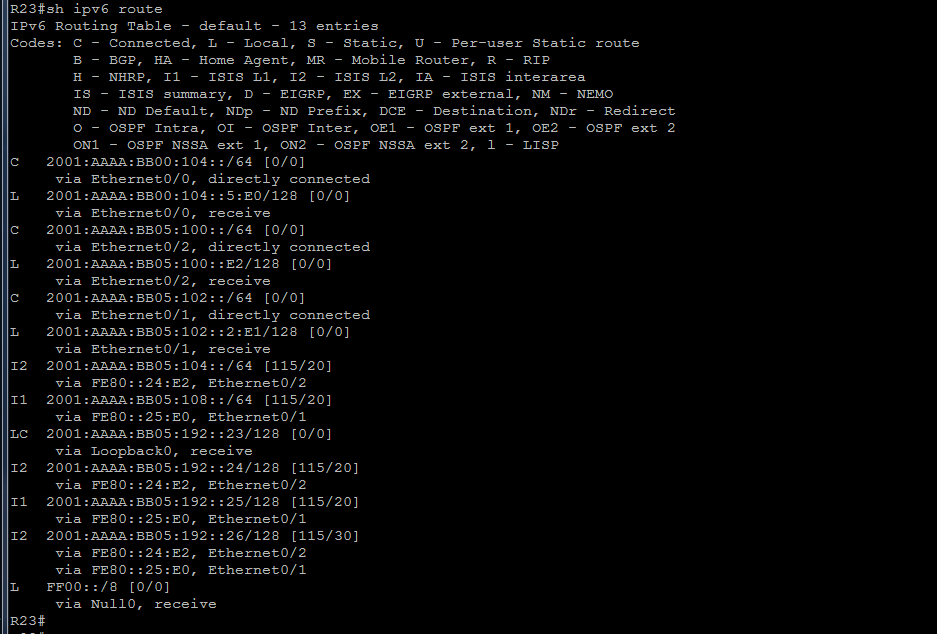 R23#sh ipv6 route
IPv6 Routing Table - default - 13 entries
Codes: C - Connected, L - Local, S - Static, U - Per-user Static route
       B - BGP, HA - Home Agent, MR - Mobile Router, R - RIP
       H - NHRP, I1 - ISIS L1, I2 - ISIS L2, IA - ISIS interarea
       IS - ISIS summary, D - EIGRP, EX - EIGRP external, NM - NEMO
       ND - ND Default, NDp - ND Prefix, DCE - Destination, NDr - Redirect
       O - OSPF Intra, OI - OSPF Inter, OE1 - OSPF ext 1, OE2 - OSPF ext 2
       ON1 - OSPF NSSA ext 1, ON2 - OSPF NSSA ext 2, l - LISP
C   2001:AAAA:BB00:104::/64 [0/0]
     via Ethernet0/0, directly connected
L   2001:AAAA:BB00:104::5:E0/128 [0/0]
     via Ethernet0/0, receive
C   2001:AAAA:BB05:100::/64 [0/0]
     via Ethernet0/2, directly connected
L   2001:AAAA:BB05:100::E2/128 [0/0]
     via Ethernet0/2, receive
C   2001:AAAA:BB05:102::/64 [0/0]
     via Ethernet0/1, directly connected
L   2001:AAAA:BB05:102::2:E1/128 [0/0]
     via Ethernet0/1, receive
I2  2001:AAAA:BB05:104::/64 [115/20]
     via FE80::24:E2, Ethernet0/2
I1  2001:AAAA:BB05:108::/64 [115/20]
     via FE80::25:E0, Ethernet0/1
LC  2001:AAAA:BB05:192::23/128 [0/0]
     via Loopback0, receive
I2  2001:AAAA:BB05:192::24/128 [115/20]
     via FE80::24:E2, Ethernet0/2
I1  2001:AAAA:BB05:192::25/128 [115/20]
     via FE80::25:E0, Ethernet0/1
I2  2001:AAAA:BB05:192::26/128 [115/30]
     via FE80::24:E2, Ethernet0/2
     via FE80::25:E0, Ethernet0/1
L   FF00::/8 [0/0]
     via Null0, receive
R23#